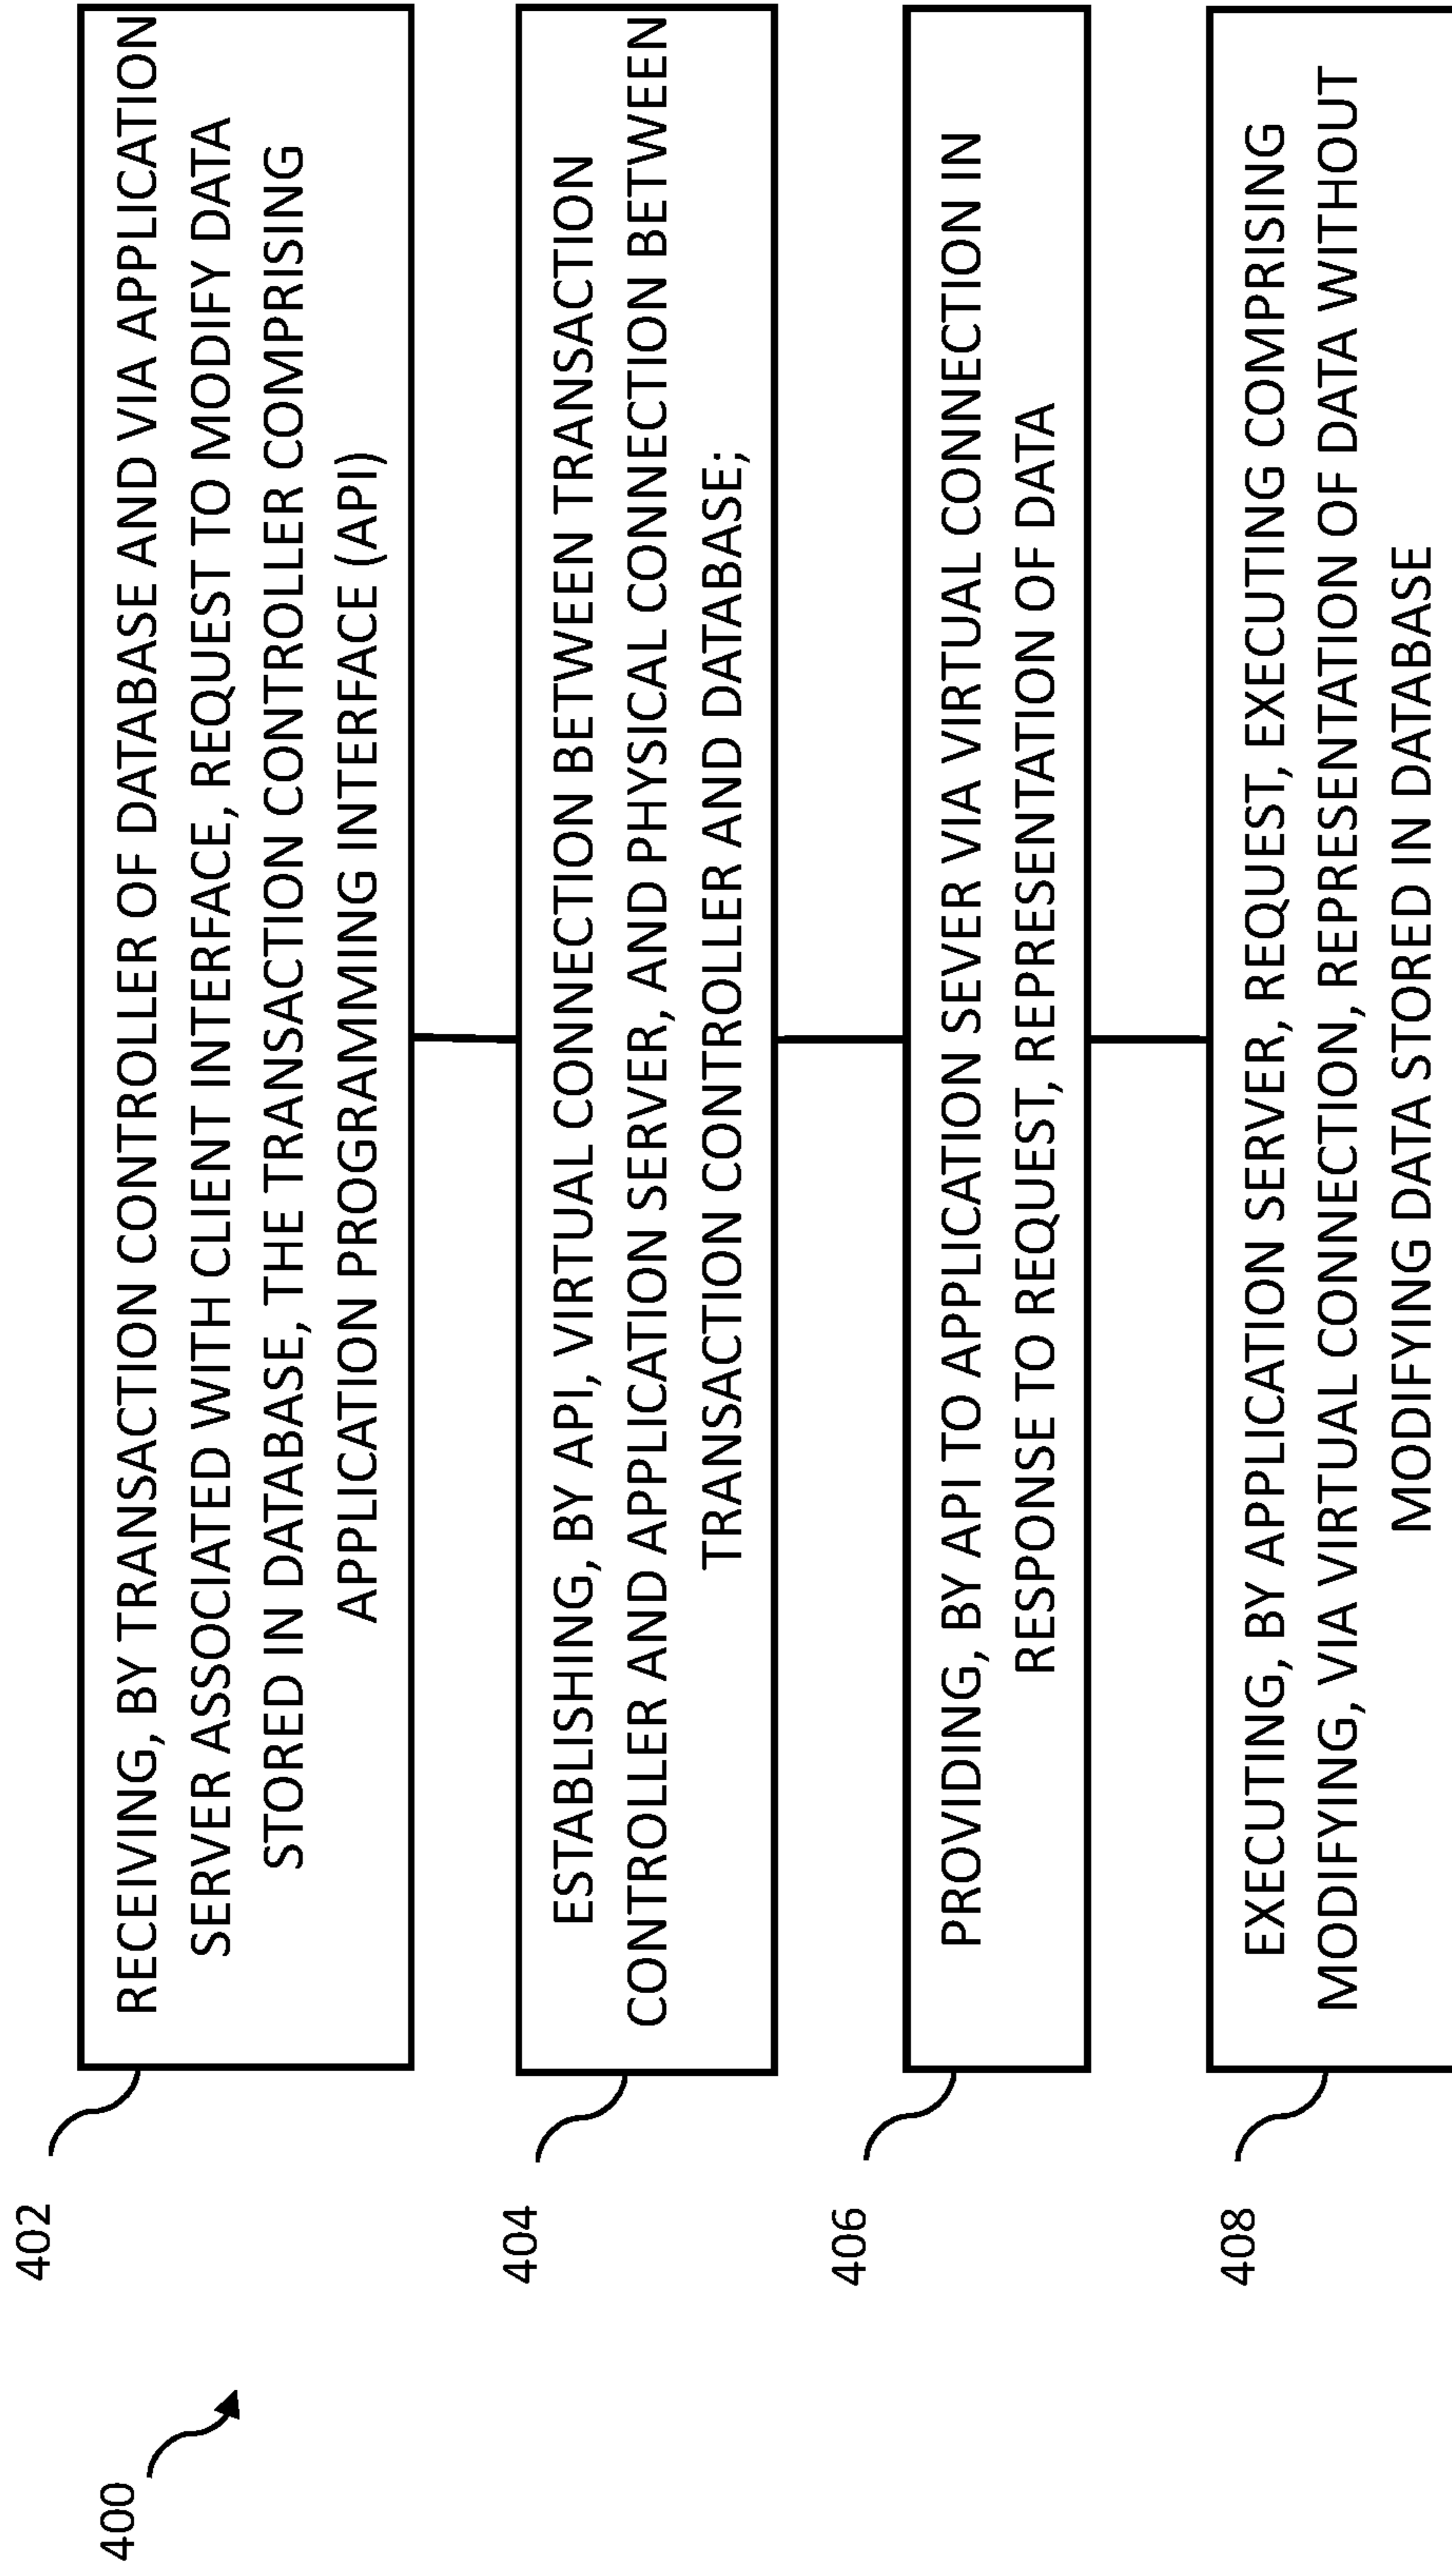 400
402
RECEIVING, BY TRANSACTION CONTROLLER OF DATABASE AND VIA APPLICATION
SERVER ASSOCIATED WITH CLIENT INTERFACE, REQUEST TO MODIFY DATA
STORED IN DATABASE, THE TRANSACTION CONTROLLER COMPRISING
APPLICATION PROGRAMMING INTERFACE (API)
404
ESTABLISHING, BY API, VIRTUAL CONNECTION BETWEEN TRANSACTION
CONTROLLER AND APPLICATION SERVER, AND PHYSICAL CONNECTION BETWEEN
TRANSACTION CONTROLLER AND DATABASE;
406
PROVIDING, BY API TO APPLICATION SEVER VIA VIRTUAL CONNECTION IN
RESPONSE TO REQUEST, REPRESENTATION OF DATA
408
EXECUTING, BY APPLICATION SERVER, REQUEST, EXECUTING COMPRISING
MODIFYING, VIA VIRTUAL CONNECTION, REPRESENTATION OF DATA WITHOUT
MODIFYING DATA STORED IN DATABASE